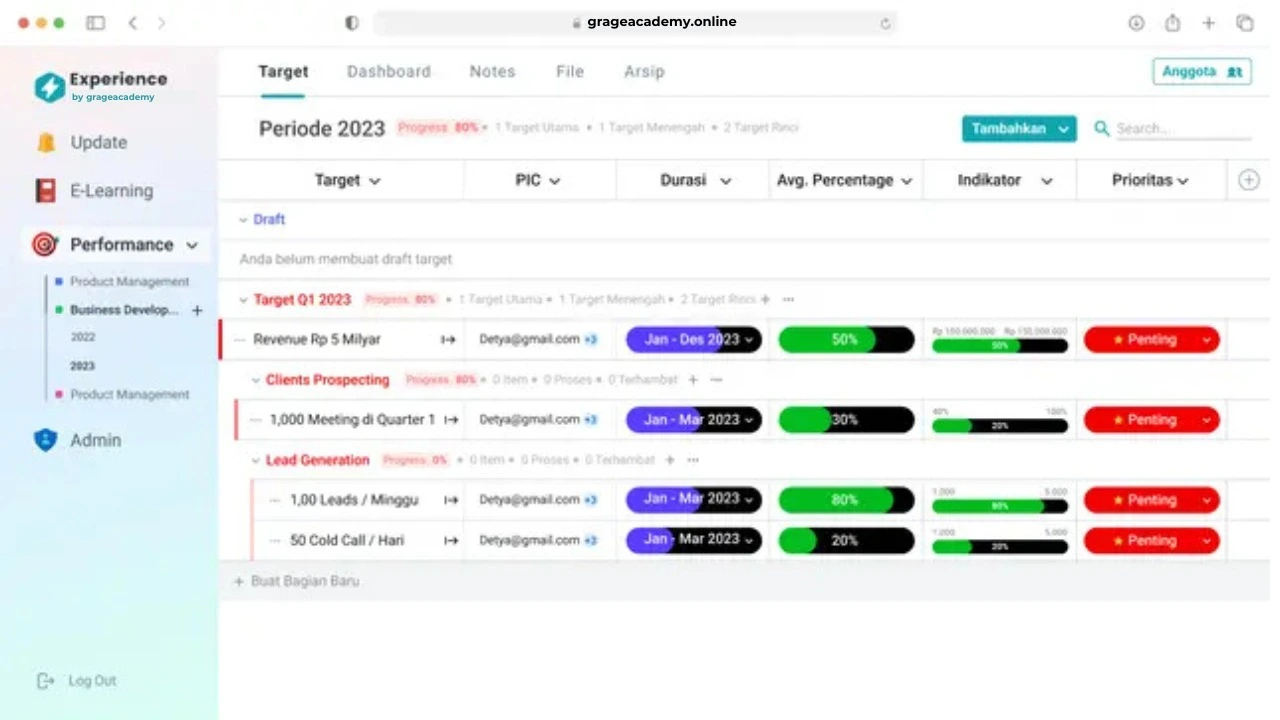 grageacademy.online
Experience
by grageacademy
Update
E-Learning
Performance
Product Management
Business Develop...
2022
2023
Product Management
Admin
Log Out
Target Dashboard Notes File Arsip
Anggota
Periode 2023 Progress 80% • 1 Target Utama • 1 Target Menengah • 2 Target Rinci
Tambahkan Search..
Target PIC Durasi Avg. Percentage Indikator Prioritas
Draft
Anda belum membuat draft target
Target Q1 2023 Progress 80% • 1 Target Utama • 1 Target Menengah • 2 Target Rinci + ...
Rp 100.000.000 Rp 150.000.000
Revenue Rp 5 Milyar Detya@gmail.com +3 Jan - Des 2023 50% 50% Penting
Clients Prospecting Progress 80% • 0 Item • 0 Proses • 0 Terhambat + ...
40% 100%
1,000 Meeting di Quarter 1 Detya@gmail.com +3 Jan - Mar 2023 30% 20% Penting
Lead Generation Progress 0% • 0 Item • 0 Proses • 0 Terhambat + ...
1.000 5.000
1,00 Leads / Minggu Detya@gmail.com +3 Jan - Mar 2023 80% 80% Penting
1.000 5.000
50 Cold Call / Hari Detya@gmail.com +3 Jan - Mar 2023 20% 20% Penting
+ Buat Bagian Baru